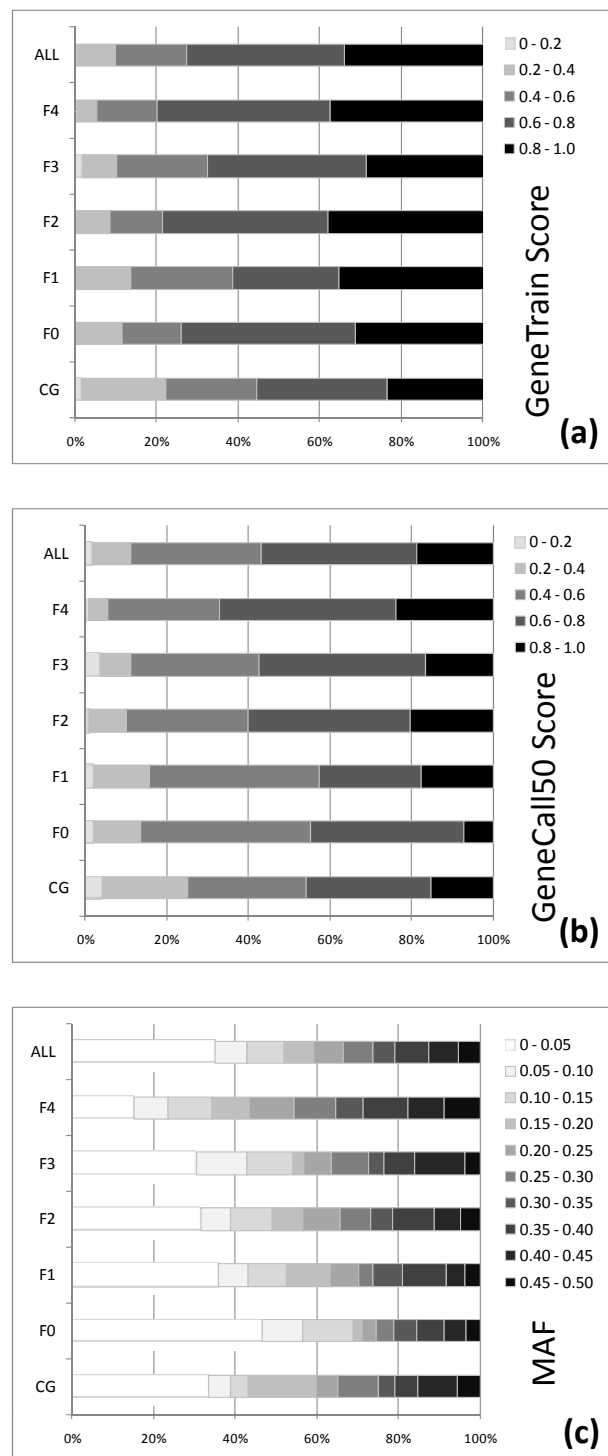 ALL
F4
F3
F2
F1
F0
CG
0% 20% 40% 60% 80% 100%
0 - 0.2
0.2 - 0.4
0.4 - 0.6
0.6 - 0.8
0.8 - 1.0
GeneTrain Score
(a)
ALL
F4
F3
F2
F1
F0
CG
0% 20% 40% 60% 80% 100%
0 - 0.2
0.2 - 0.4
0.4 - 0.6
0.6 - 0.8
0.8 - 1.0
GeneCall50 Score
(b)
ALL
F4
F3
F2
F1
F0
CG
0% 20% 40% 60% 80% 100%
0 - 0.05
0.05 - 0.10
0.10 - 0.15
0.15 - 0.20
0.20 - 0.25
0.25 - 0.30
0.30 - 0.35
0.35 - 0.40
0.40 - 0.45
0.45 - 0.50
MAF
(c)